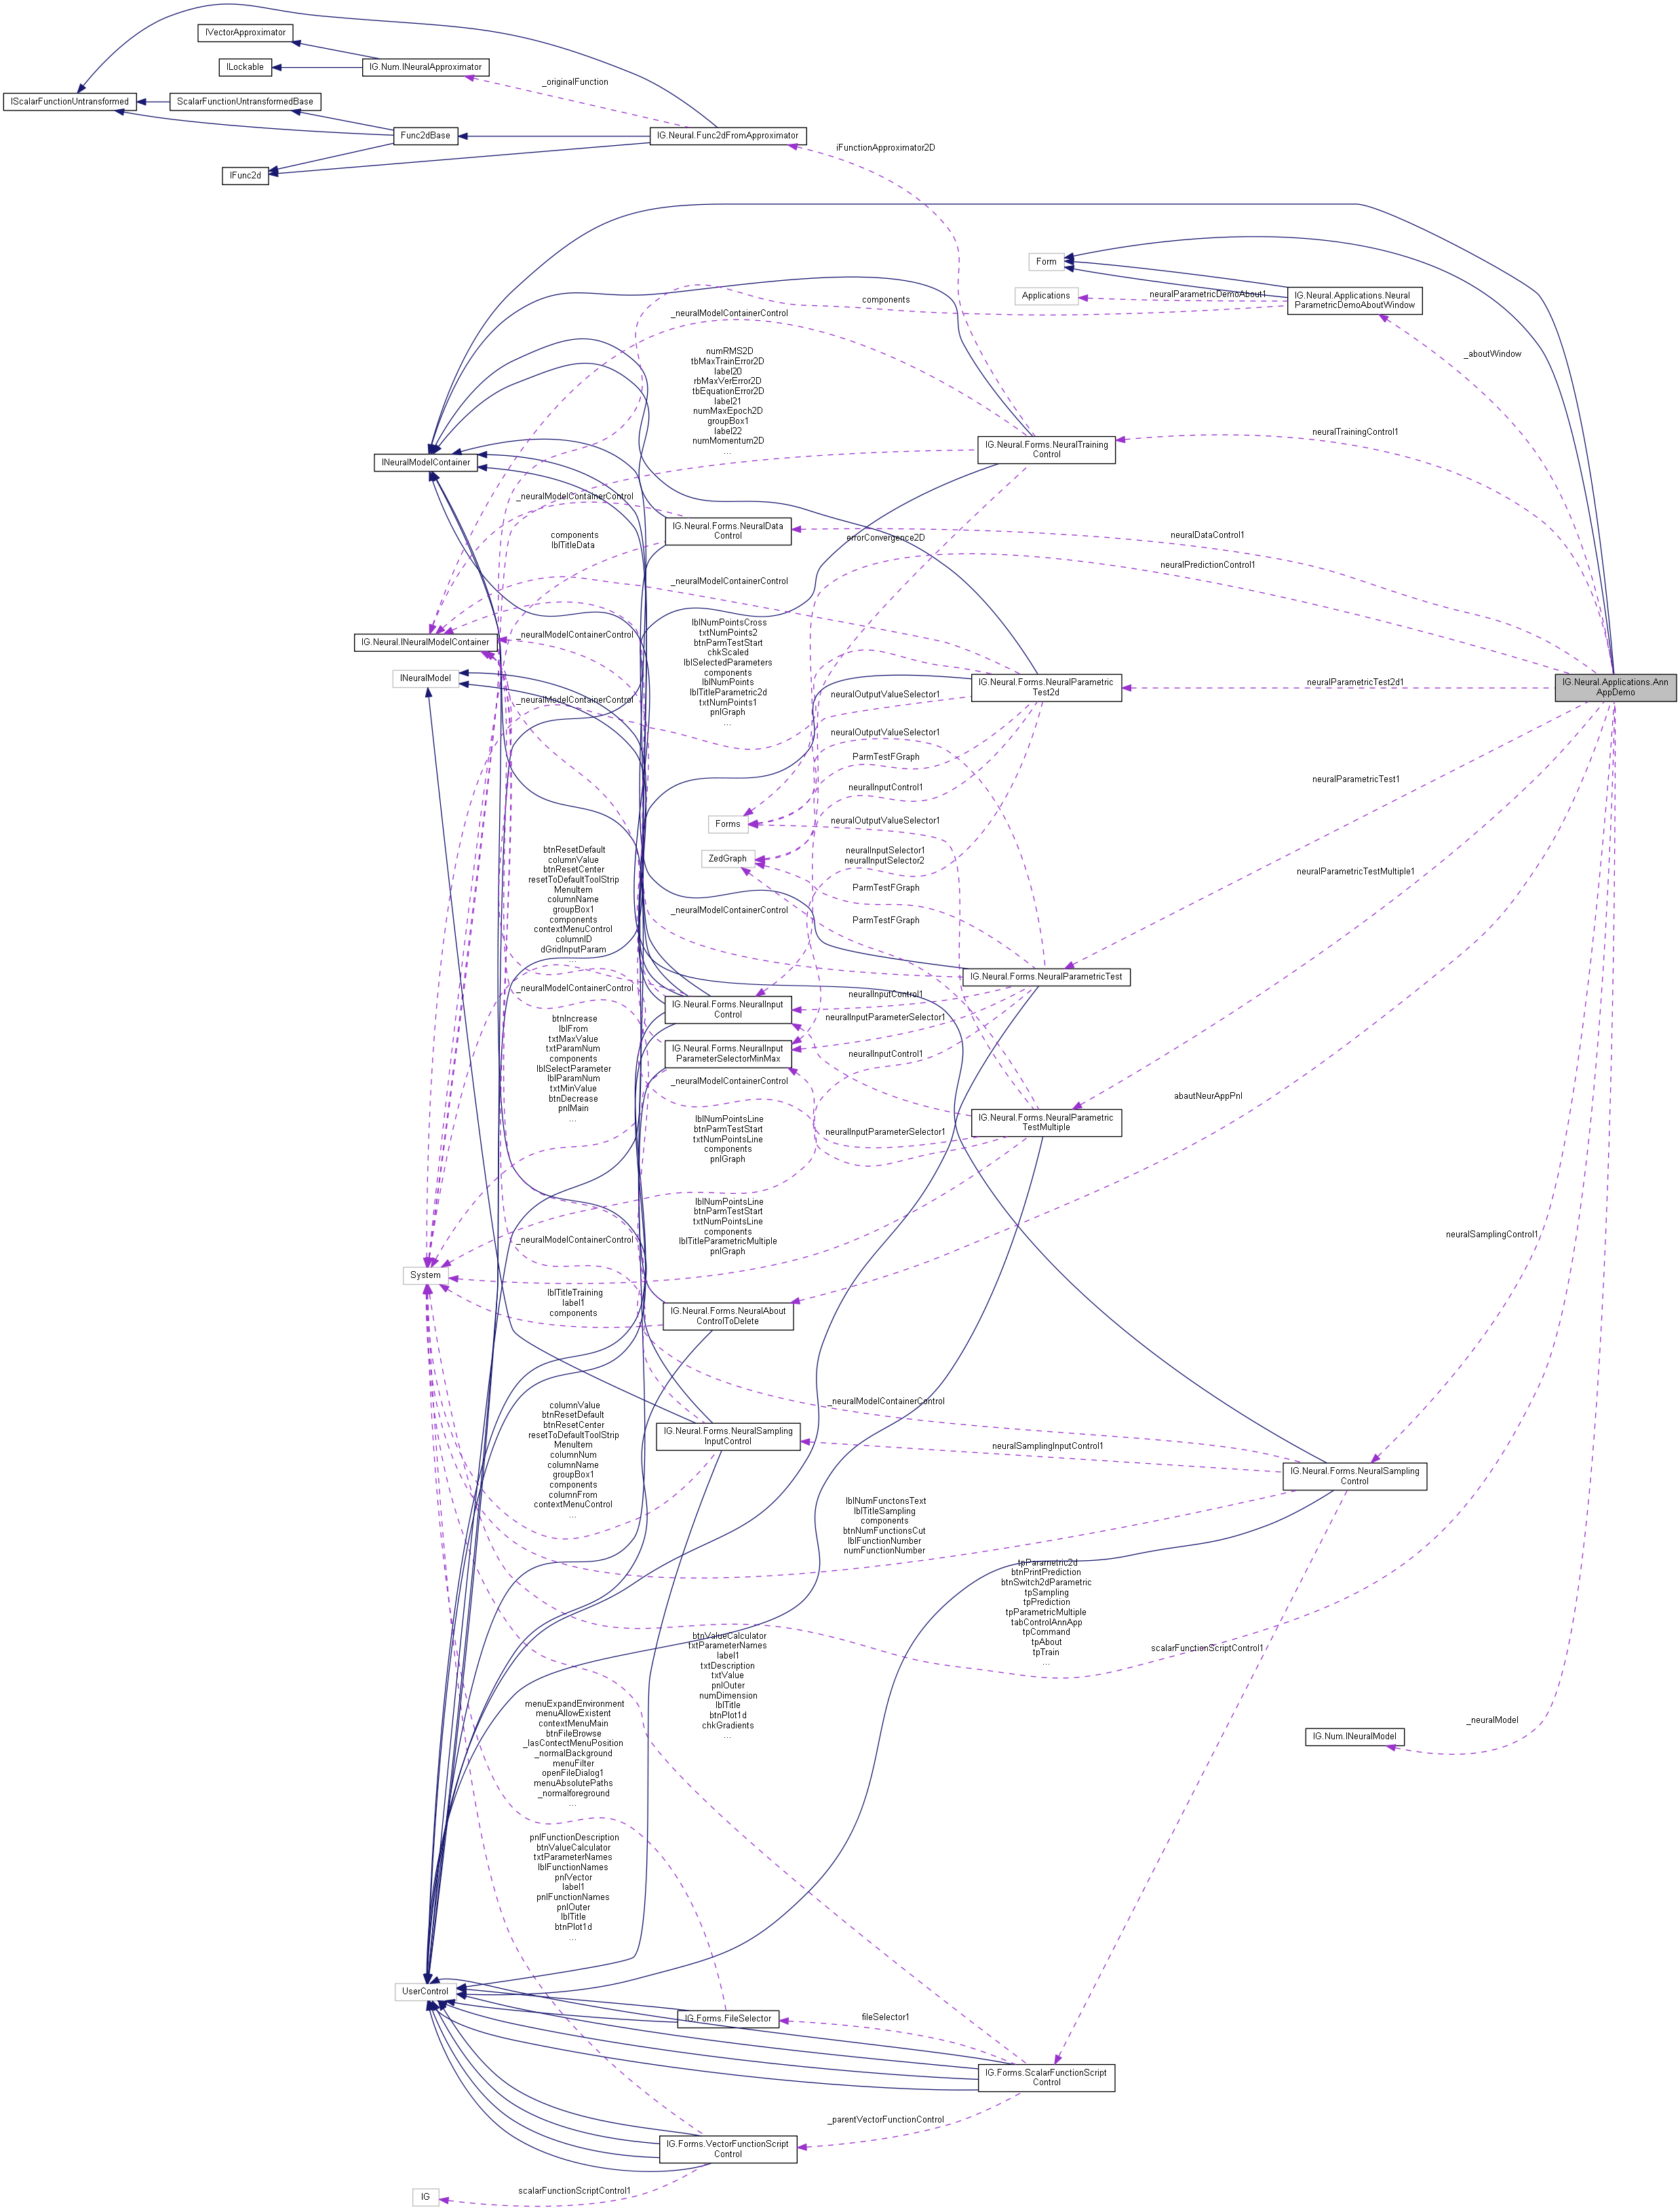 IVectorApproximator
ILockable
IG.Num.INeuralApproximator
_originalFunction
IScalarFunctionUntransformed
ScalarFunctionUntransformedBase
Func2dBase
IG.Neural.Func2dFromApproximator
iFunctionApproximator2D
IFunc2d
Form
Applications
neuralParametricDemoAbout1
IG.Neural.Applications.Neural
ParametricDemoAboutWindow
components
_neuralModelContainerControl
_aboutWindow
numRMS2D
tbMaxTrainError2D
label20
rbMaxVerError2D
tbEquationError2D
label21
numMaxEpoch2D
groupBox1
label22
numMomentum2D
...
IG.Neural.Forms.NeuralTraining
Control
neuralTrainingControl1
INeuralModelContainer
_neuralModelContainerControl
IG.Neural.Forms.NeuralData
Control
components
lblTitleData
errorConvergence2D
neuralDataControl1
neuralPredictionControl1
_neuralModelContainerControl
IG.Neural.INeuralModelContainer
_neuralModelContainerControl
lblNumPointsCross
txtNumPoints2
btnParmTestStart
chkScaled
lblSelectedParameters
components
lblNumPoints
lblTitleParametric2d
txtNumPoints1
pnlGraph
...
INeuralModel
_neuralModelContainerControl
IG.Neural.Forms.NeuralParametric
Test2d
neuralParametricTest2d1
IG.Neural.Applications.Ann
AppDemo
neuralOutputValueSelector1
neuralOutputValueSelector1
ParmTestFGraph
neuralInputControl1
neuralParametricTest1
Forms
neuralOutputValueSelector1
ZedGraph
neuralInputSelector1
neuralInputSelector2
ParmTestFGraph
neuralParametricTestMultiple1
btnResetDefault
columnValue
btnResetCenter
resetToDefaultToolStrip
MenuItem
columnName
groupBox1
components
contextMenuControl
columnID
dGridInputParam
...
_neuralModelContainerControl
ParmTestFGraph
IG.Neural.Forms.NeuralParametricTest
_neuralModelContainerControl
IG.Neural.Forms.NeuralInput
Control
neuralInputControl1
neuralInputParameterSelector1
btnIncrease
lblFrom
txtMaxValue
txtParamNum
components
lblSelectParameter
lblParamNum
txtMinValue
btnDecrease
pnlMain
...
IG.Neural.Forms.NeuralInput
ParameterSelectorMinMax
neuralInputControl1
_neuralModelContainerControl
abautNeurAppPnl
lblNumPointsLine
btnParmTestStart
txtNumPointsLine
components
pnlGraph
neuralInputParameterSelector1
IG.Neural.Forms.NeuralParametric
TestMultiple
lblNumPointsLine
btnParmTestStart
txtNumPointsLine
components
lblTitleParametricMultiple
pnlGraph
_neuralModelContainerControl
neuralSamplingControl1
System
lblTitleTraining
label1
components
IG.Neural.Forms.NeuralAbout
ControlToDelete
_neuralModelContainerControl
columnValue
btnResetDefault
btnResetCenter
resetToDefaultToolStrip
MenuItem
columnNum
columnName
groupBox1
components
columnFrom
contextMenuControl
...
IG.Neural.Forms.NeuralSampling
InputControl
neuralSamplingInputControl1
IG.Neural.Forms.NeuralSampling
Control
lblNumFunctonsText
lblTitleSampling
components
btnNumFunctionsCut
lblFunctionNumber
numFunctionNumber
tpParametric2d
btnPrintPrediction
btnSwitch2dParametric
tpSampling
tpPrediction
tpParametricMultiple
tabControlAnnApp
tpCommand
tpAbout
tpTrain
...
scalarFunctionScriptControl1
btnValueCalculator
txtParameterNames
label1
txtDescription
txtValue
pnlOuter
numDimension
lblTitle
btnPlot1d
chkGradients
...
_neuralModel
IG.Num.INeuralModel
menuExpandEnvironment
menuAllowExistent
contextMenuMain
btnFileBrowse
_lasContectMenuPosition
_normalBackground
menuFilter
openFileDialog1
menuAbsolutePaths
_normalforeground
...
pnlFunctionDescription
btnValueCalculator
txtParameterNames
lblFunctionNames
pnlVector
label1
pnlFunctionNames
pnlOuter
lblTitle
btnPlot1d
...
UserControl
IG.Forms.FileSelector
fileSelector1
IG.Forms.ScalarFunctionScript
Control
_parentVectorFunctionControl
IG.Forms.VectorFunctionScript
Control
scalarFunctionScriptControl1
IG